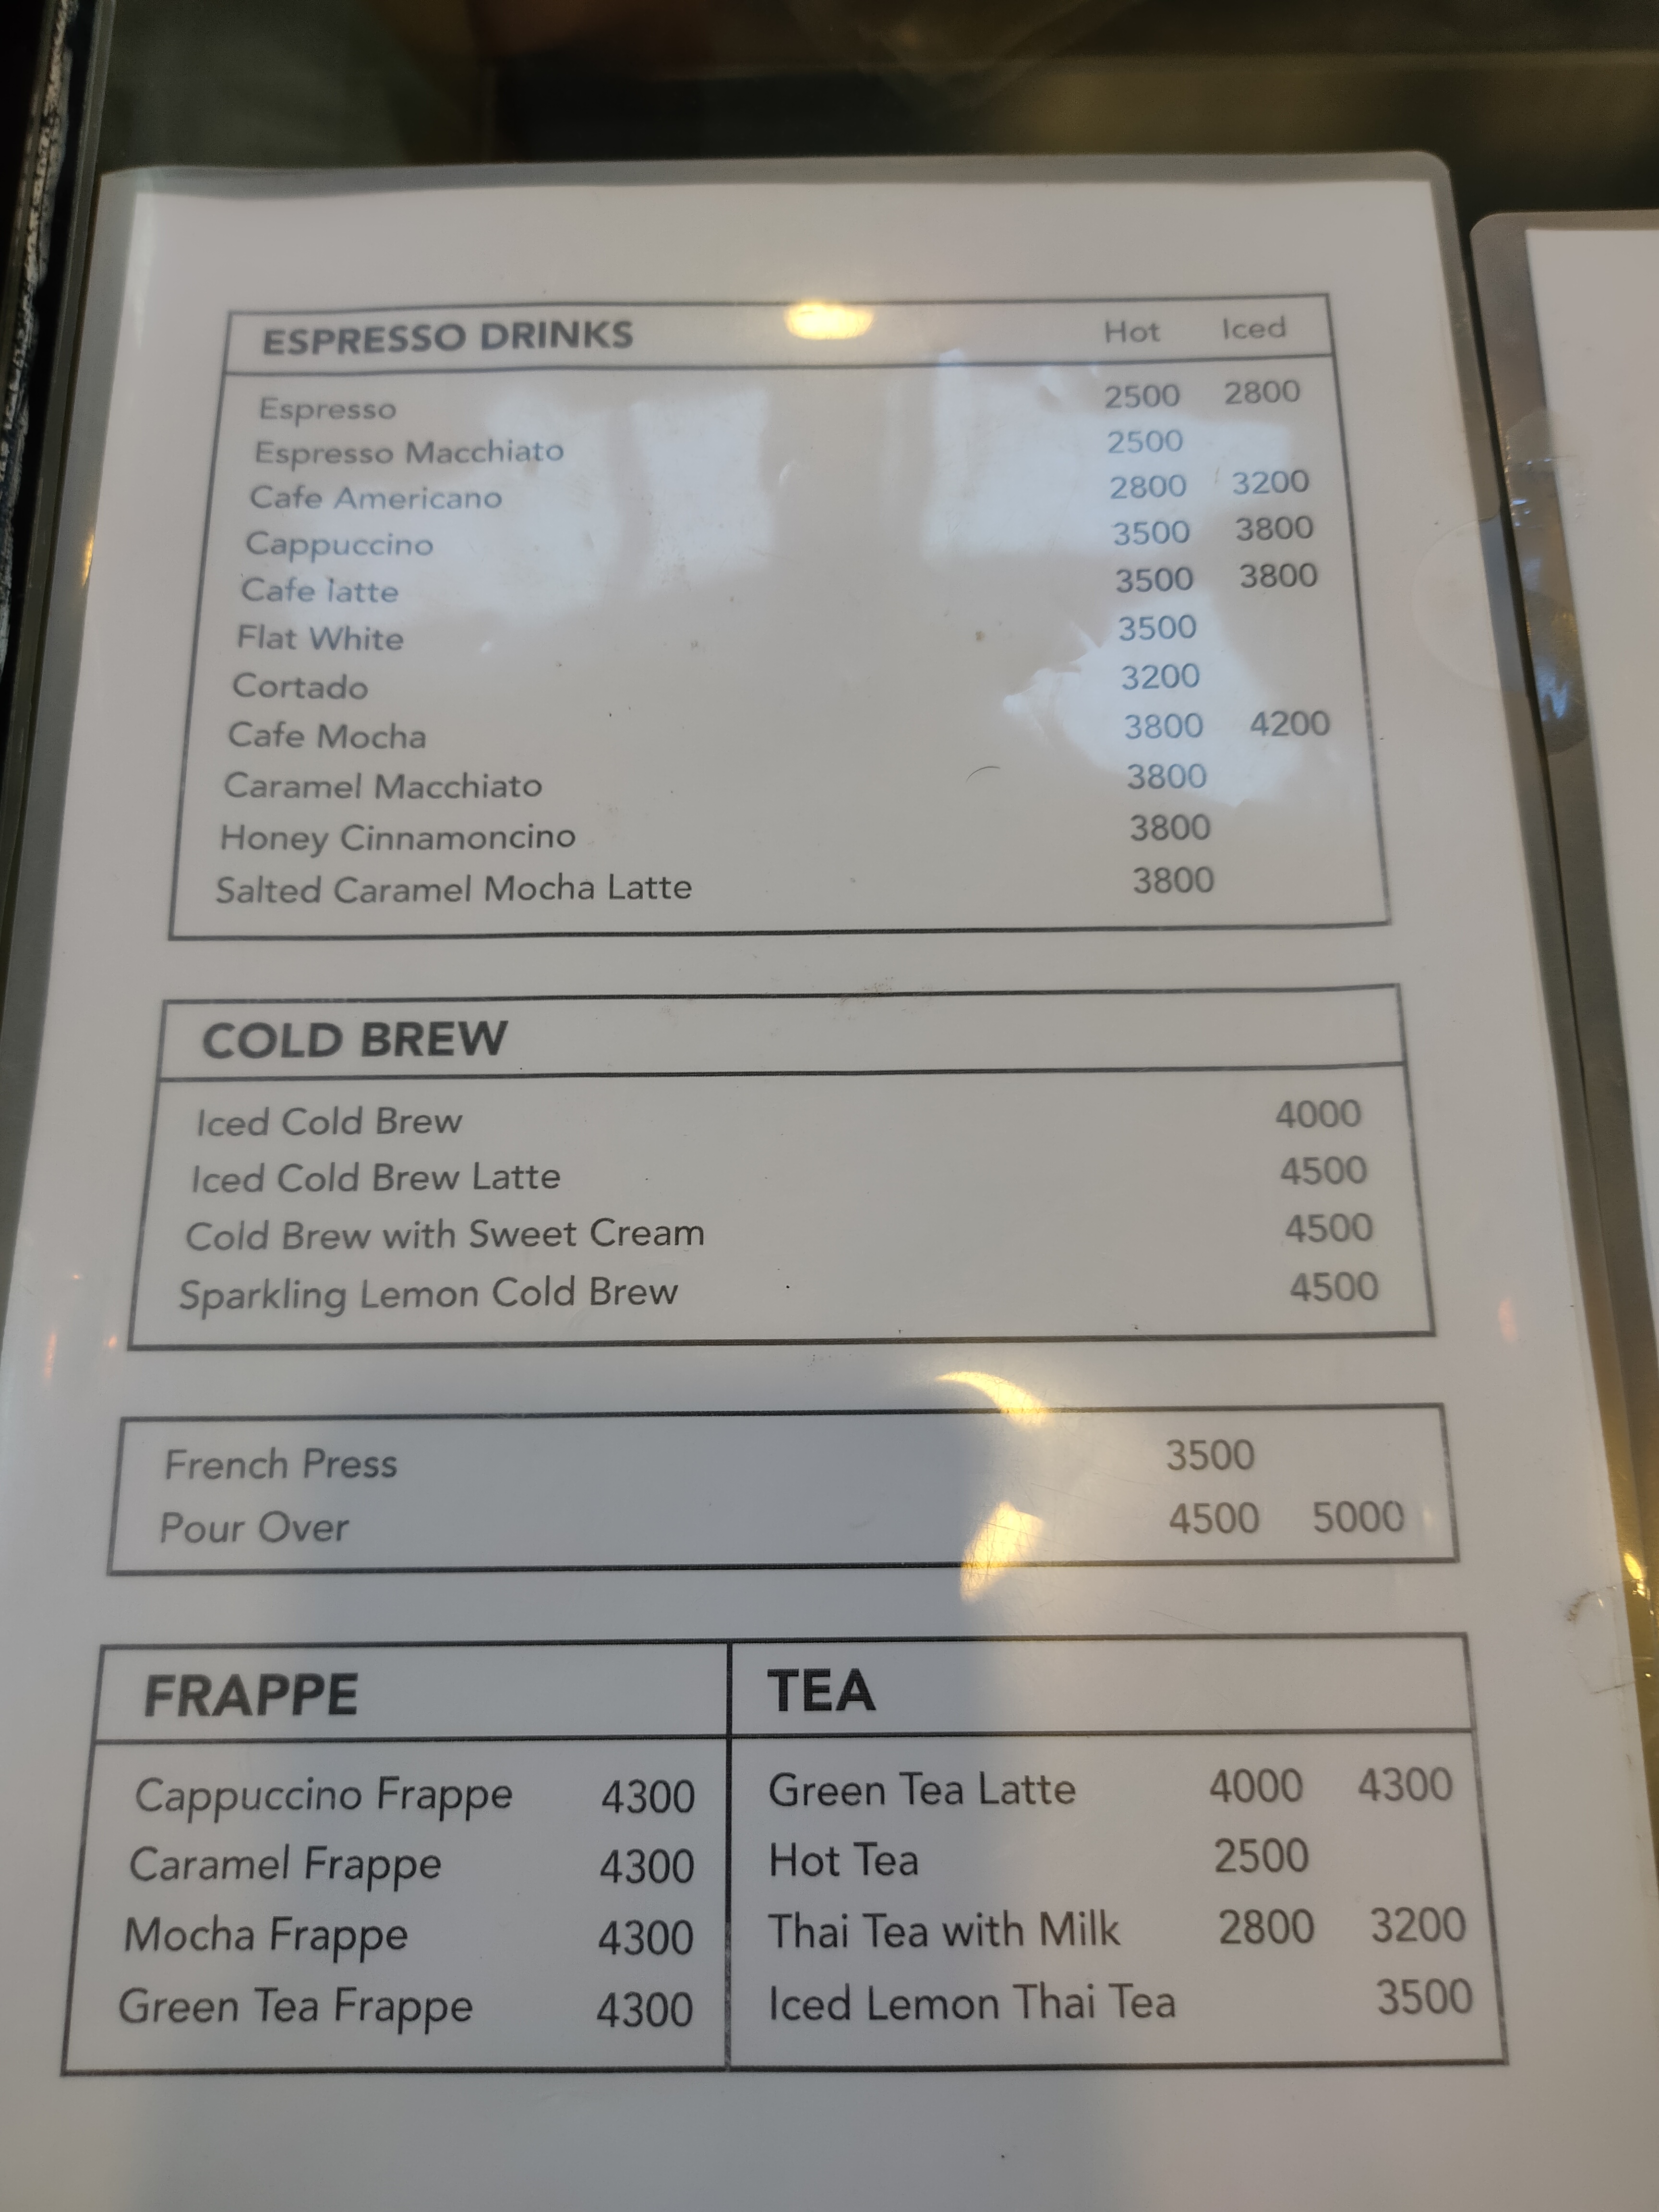 ESPRESSO DRINKS Hot Iced
Espresso 2500 2800
Espresso Macchiato 2500
Cafe Americano 2800 3200
Cappuccino 3500 3800
Cafe latte 3500 3800
Flat White 3500
Cortado 3200
Cafe Mocha 3800 4200
Caramel Macchiato 3800
Honey Cinnamoncino 3800
Salted Caramel Mocha Latte 3800
COLD BREW
Iced Cold Brew 4000
Iced Cold Brew Latte 4500
Cold Brew with Sweet Cream 4500
Sparkling Lemon Cold Brew 4500
French Press 3500
Pour Over 4500 5000
FRAPPE
Cappuccino Frappe 4300
Caramel Frappe 4300
Mocha Frappe 4300
Green Tea Frappe 4300
TEA
Green Tea Latte 4000 4300
Hot Tea 2500
Thai Tea with Milk 2800 3200
Iced Lemon Thai Tea 3500